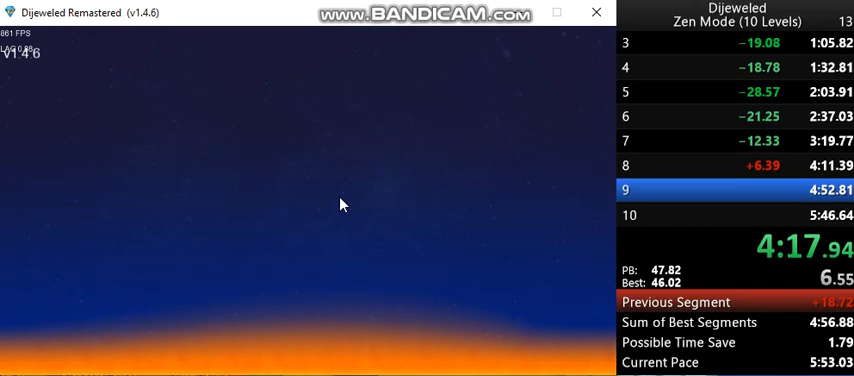 Dijeweled Remastered (v1.4.6)
www.BANDICAM.com
861 FPS
v1.4.6
Dijeweled
Zen Mode (10 Levels) 13
3 −19.08 1:05.82
4 −18.78 1:32.81
5 −28.57 2:03.91
6 −21.25 2:37.03
7 −12.33 3:19.77
8 +6.39 4:11.39
9 4:52.81
10 5:46.64
4:17.94
PB: 47.82
Best: 46.02
6.55
Previous Segment +18.72
Sum of Best Segments 4:56.88
Possible Time Save 1.79
Current Pace 5:53.03